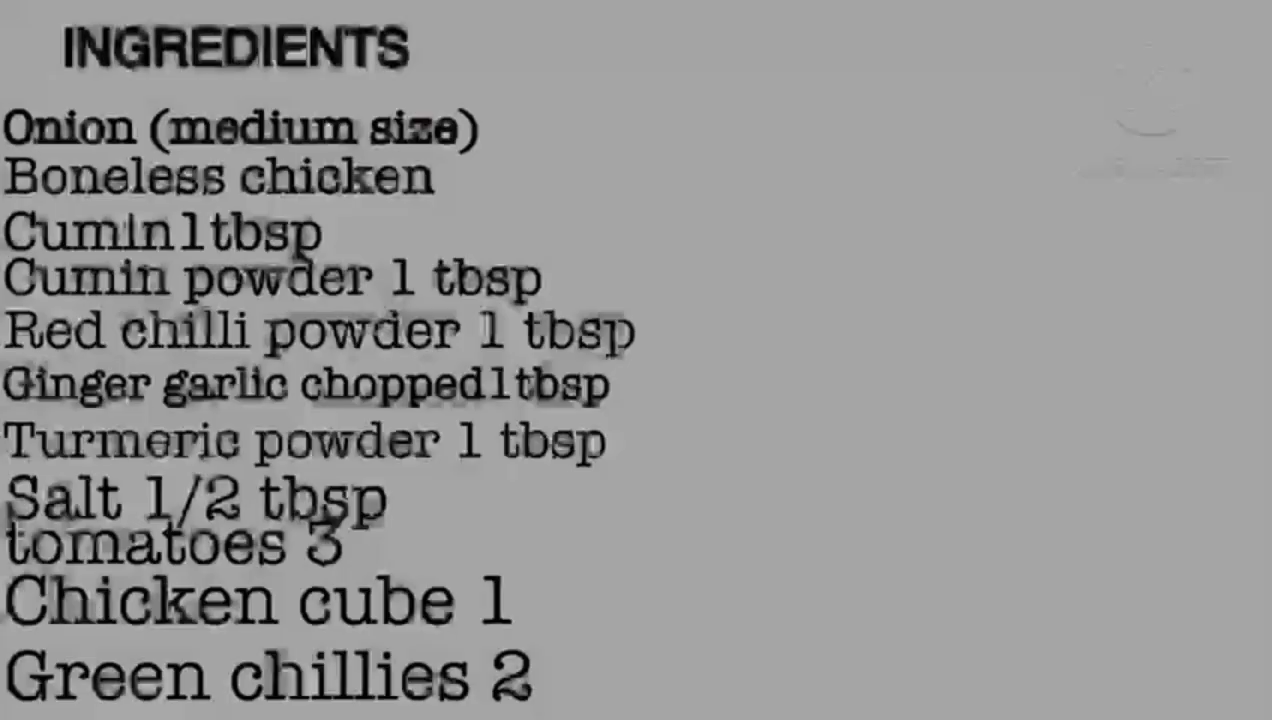 INGREDIENTS
Onion (medium size)
Boneless chicken
Cumin 1 tbsp
Cumin powder 1 tbsp
Red chilli powder 1 tbsp
Ginger garlic chopped 1 tbsp
Turmeric powder 1 tbsp
Salt 1/2 tbsp
tomatoes 3
Chicken cube 1
Green chillies 2